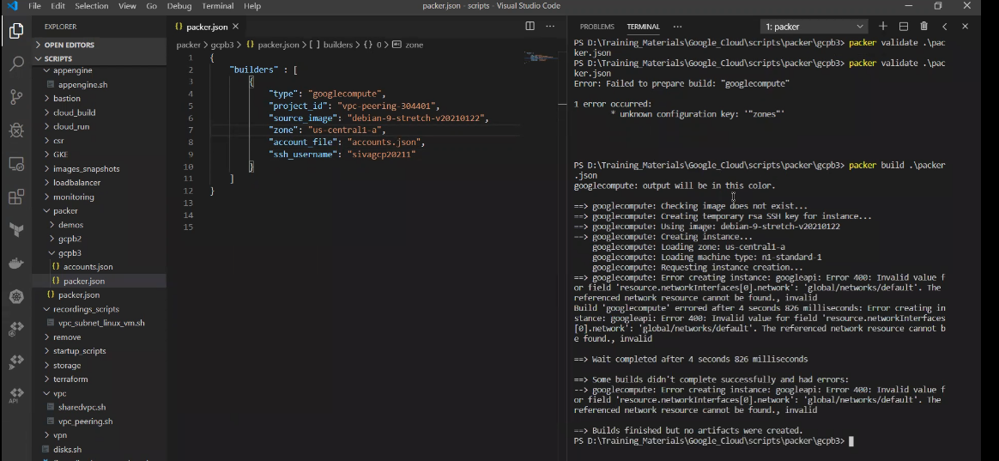 File Edit Selection View Go Debug Terminal Help
packer.json - scripts - Visual Studio Code
EXPLORER
OPEN EDITORS
SCRIPTS
appengine
appengine.sh
bastion
cloud_build
cloud_run
csr
GKE
images_snapshots
loadbalancer
monitoring
packer
demos
gcpb2
gcpb3
accounts.json
packer.json
packer.json
recordings_scripts
vpc_subnet_linux_vm.sh
remove
startup_scripts
storage
terraform
vpc
sharedvpc.sh
vpc_peering.sh
vpn
disks.sh
API
{} packer.json
packer > gcpb3 > {} packer.json > [ ] builders > {} 0 > zone
1 {
2 "builders" : [
3 {
4 "type": "googlecompute",
5 "project_id": "vpc-peering-304401",
6 "source_image": "debian-9-stretch-v20210122",
7 "zone": "us-central1-a",
8 "account_file": "accounts.json",
9 "ssh_username": "sivagcp20211"
10 }
11 ]
12 }
13
14
15
PROBLEMS TERMINAL ··· 1: packer
PS D:\Training_Materials\Google_Cloud\scripts\packer\gcpb3> packer validate .\pac
ker.json
PS D:\Training_Materials\Google_Cloud\scripts\packer\gcpb3> packer validate .\pac
ker.json
Error: Failed to prepare build: "googlecompute"
1 error occurred:
* unknown configuration key: '"zones"'
PS D:\Training_Materials\Google_Cloud\scripts\packer\gcpb3> packer build .\packer
.json
googlecompute: output will be in this color.
==> googlecompute: Checking image does not exist...
==> googlecompute: Creating temporary rsa SSH key for instance...
==> googlecompute: Using image: debian-9-stretch-v20210122
==> googlecompute: Creating instance...
googlecompute: Loading zone: us-central1-a
googlecompute: Loading machine type: n1-standard-1
googlecompute: Requesting instance creation...
==> googlecompute: Error creating instance: googleapi: Error 400: Invalid value f
or field 'resource.networkInterfaces[0].network': 'global/networks/default'. The
referenced network resource cannot be found., invalid
Build 'googlecompute' errored after 4 seconds 826 milliseconds: Error creating in
stance: googleapi: Error 400: Invalid value for field 'resource.networkInterfaces
[0].network': 'global/networks/default'. The referenced network resource cannot b
e found., invalid
==> Wait completed after 4 seconds 826 milliseconds
==> Some builds didn't complete successfully and had errors:
--> googlecompute: Error creating instance: googleapi: Error 400: Invalid value f
or field 'resource.networkInterfaces[0].network': 'global/networks/default'. The
referenced network resource cannot be found., invalid
==> Builds finished but no artifacts were created.
PS D:\Training_Materials\Google_Cloud\scripts\packer\gcpb3>